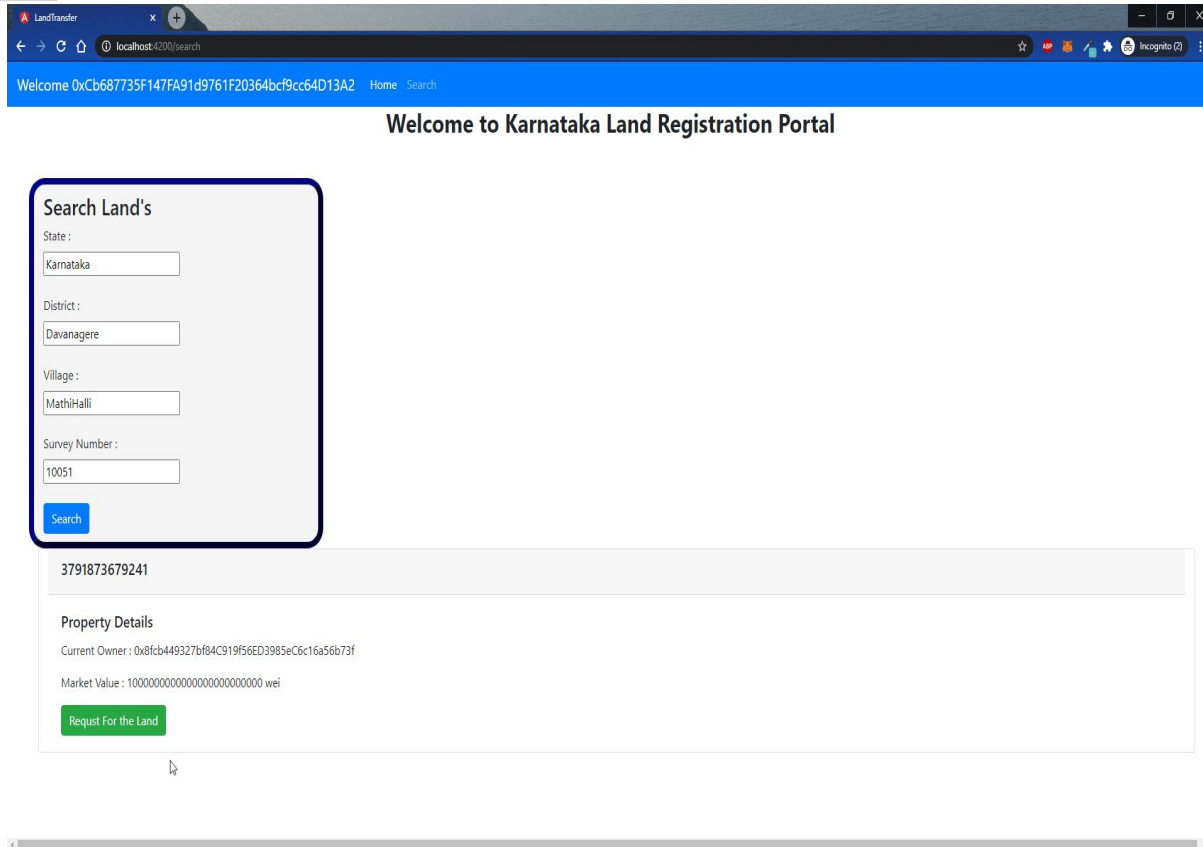 LandTransfer
localhost:4200/search
ABP
Incognito (2)
Welcome 0xCb687735F147FA91d9761F20364bcf9cc64D13A2 Home Search
Welcome to Karnataka Land Registration Portal
Search Land's
State :
Karnataka
District :
Davanagere
Village :
MathiHalli
Survey Number :
10051
Search
3791873679241
Property Details
Current Owner : 0x8fcb449327bf84C919f56ED3985eC6c16a56b73f
Market Value : 1000000000000000000000000 wei
Requst For the Land